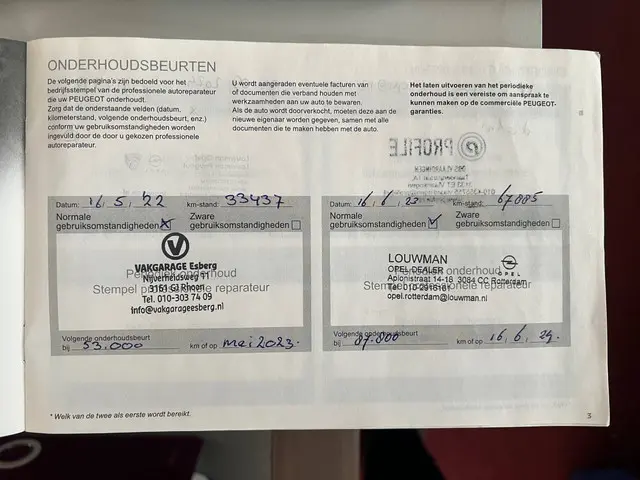 ONDERHOUDSBEURTEN
De volgende pagina's zijn bedoeld voor het
bedrijfsstempel van de professionele autoreparateur
die uw PEUGEOT onderhoudt.
Zorg dat de onderstaande velden (datum,
kilometerstand, volgende onderhoudsbeurt, enz.)
conform uw gebruiksomstandigheden worden
ingevuld door de door u gekozen professionele
autoreparateur.
U wordt aangeraden eventuele facturen van
of documenten die verband houden met
werkzaamheden aan uw auto te bewaren.
Als de auto wordt doorverkocht, moeten deze aan de
nieuwe eigenaar worden gegeven, samen met alle
documenten die te maken hebben met de auto.
Het laten uitvoeren van het periodieke
onderhoud is een vereiste om aanspraak te
kunnen maken op de commerciële PEUGEOT-
garanties.
PROFILE
Datum: 16,5,'22 km-stand: 33437
Normale gebruiksomstandigheden
Zware gebruiksomstandigheden
VAKGARAGE Esberg
Periodiek onderhoud
Nijverheidsweg 11
3161 GJ Rhoon
Stempel professionele reparateur
Tel. 010-303 74 09
info@vakgarageesberg.nl
Volgende onderhoudsbeurt
bij 53.000 km of op mei 2023.
Datum: 16,6,23 km-stand: 67885
Normale gebruiksomstandigheden
Zware gebruiksomstandigheden
LOUWMAN
OPEL DEALER
Periodiek onderhoud
OPEL
Aplonistraat 14-18 3084 CC Rotterdam
Stempel professionele reparateur
opel.rotterdam@louwman.nl
Volgende onderhoudsbeurt
bij 87.800 km of op 16,6,24.
* Welk van de twee als eerste wordt bereikt.